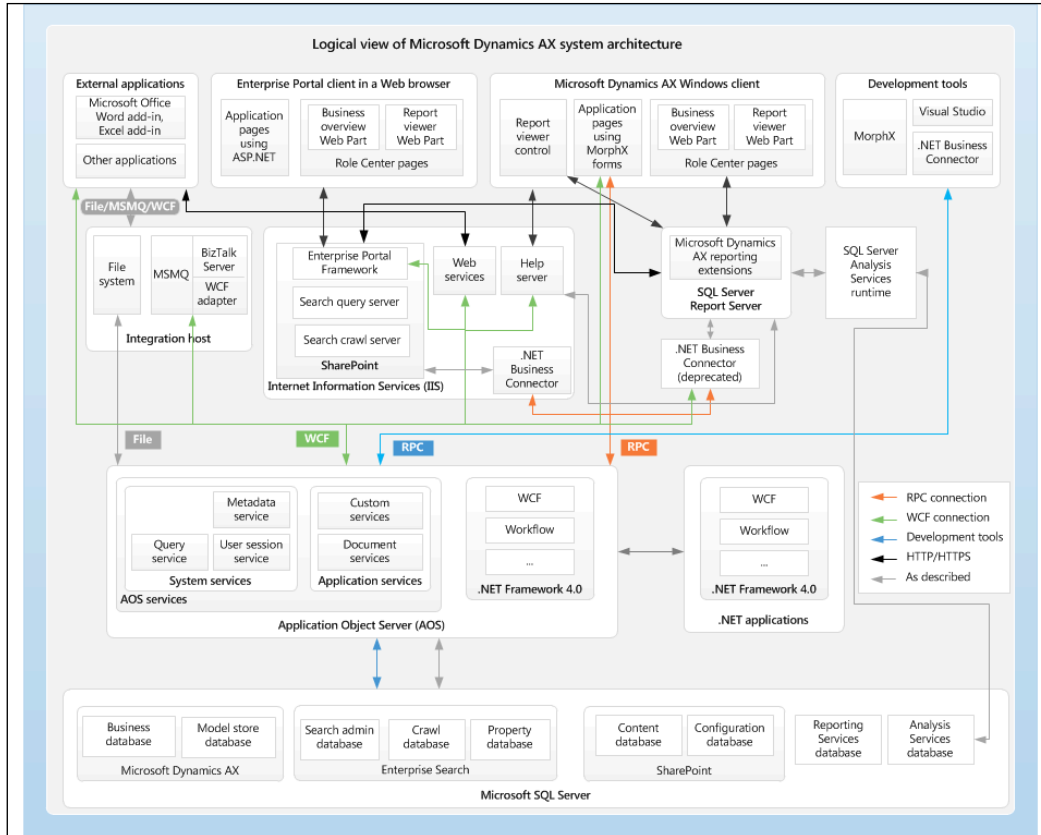 Logical view of Microsoft Dynamics AX system architecture
External applications
Microsoft Office
Word add-in,
Excel add-in
Other applications
Enterprise Portal client in a Web browser
Application
pages
using
ASP.NET
Business
overview
Web Part
Report
viewer
Web Part
Role Center pages
Microsoft Dynamics AX Windows client
Report
viewer
control
Application
pages
using
MorphX
forms
Business
overview
Web Part
Report
viewer
Web Part
Role Center pages
Development tools
MorphX
Visual Studio
.NET Business
Connector
File/MSMQ/WCF
File
system
MSMQ
BizTalk
Server
WCF
adapter
Integration host
Enterprise Portal
Framework
Search query server
Search crawl server
SharePoint
Web
services
Help
server
.NET
Business
Connector
Internet Information Services (IIS)
Microsoft Dynamics
AX reporting
extensions
SQL Server
Report Server
SQL Server
Analysis
Services
runtime
.NET Business
Connector
(deprecated)
File
WCF
RPC
RPC
Metadata
service
Query
service
User session
service
System services
AOS services
Custom
services
Document
services
Application services
WCF
Workflow
...
.NET Framework 4.0
Application Object Server (AOS)
WCF
Workflow
...
.NET Framework 4.0
.NET applications
RPC connection
WCF connection
Development tools
HTTP/HTTPS
As described
Business
database
Model store
database
Microsoft Dynamics AX
Search admin
database
Crawl
database
Property
database
Enterprise Search
Content
database
Configuration
database
SharePoint
Reporting
Services
database
Analysis
Services
database
Microsoft SQL Server